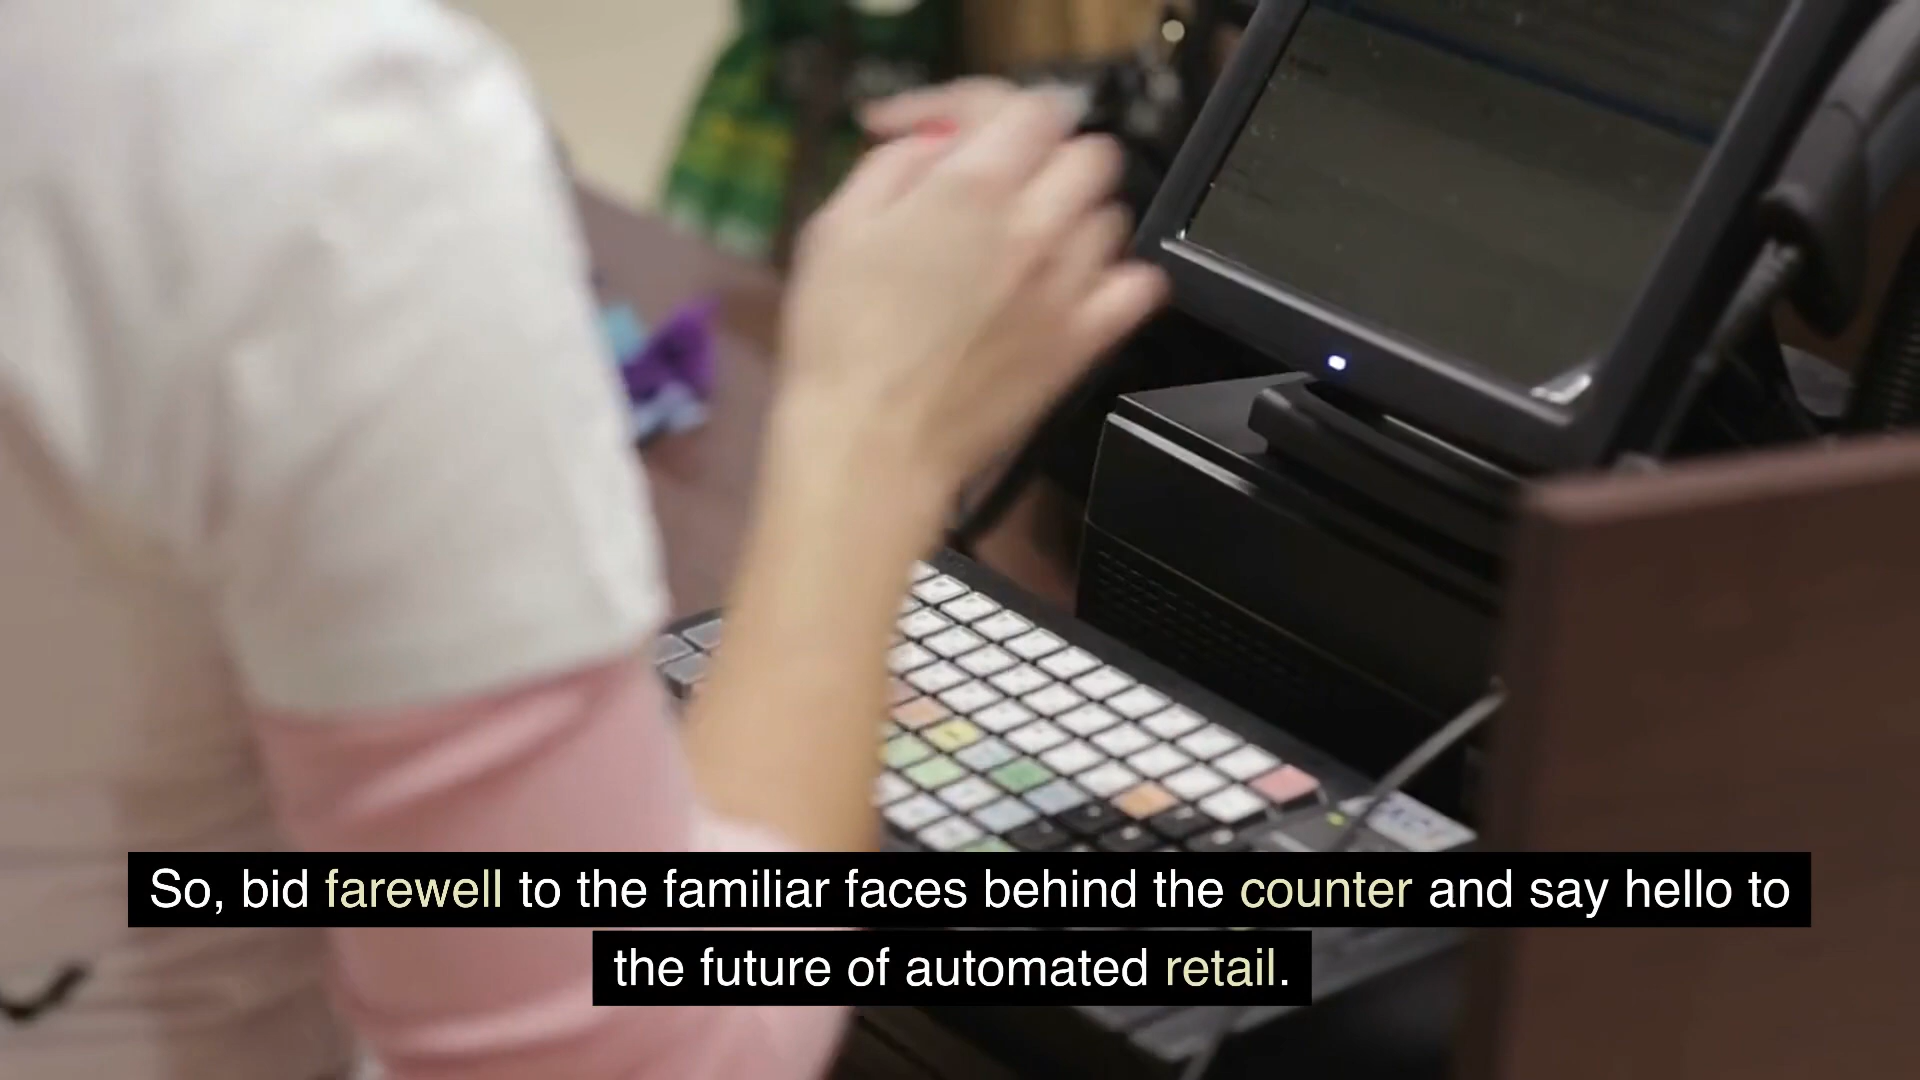 So, bid farewell to the familiar faces behind the counter and say hello to
the future of automated retail.